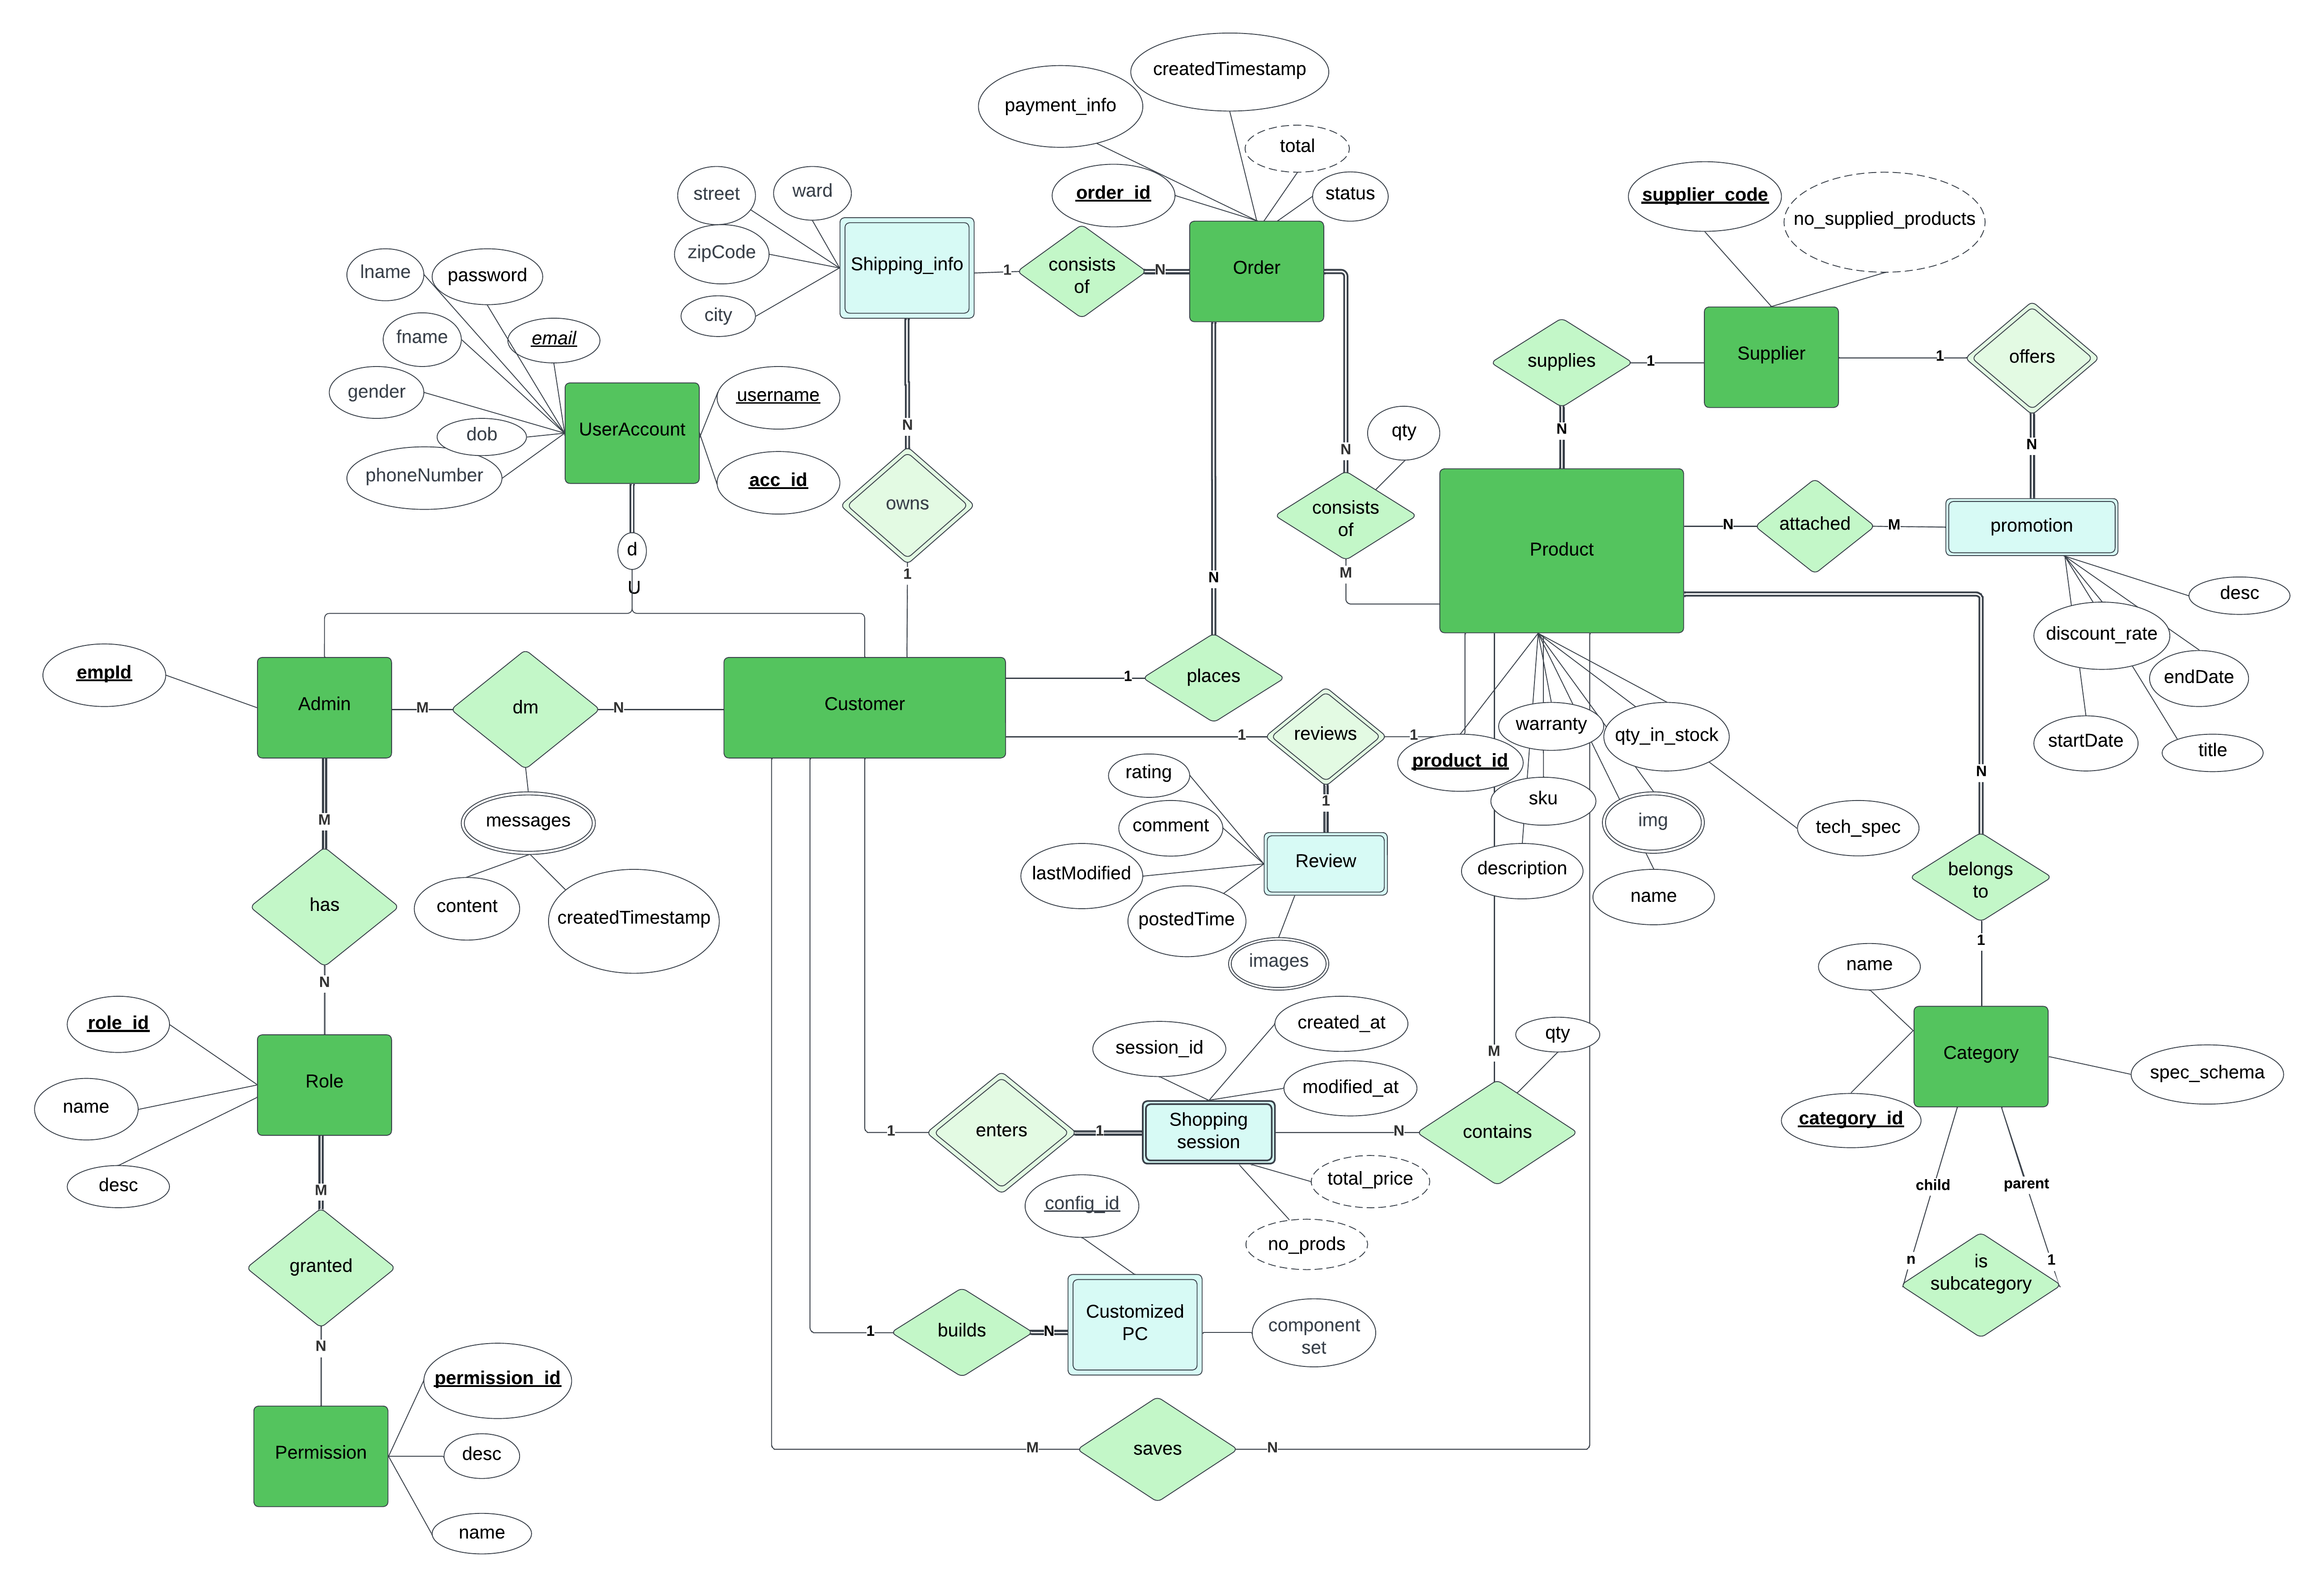 createdTimestamp
payment_info
total
order_id
status
street
ward
supplier_code
no_supplied_products
zipCode
Shipping_info
1
consists
of
N
Order
city
lname
password
fname
email
gender
username
dob
UserAccount
phoneNumber
acc_id
d
U
N
owns
1
N
qty
consists
of
M
supplies
1
Supplier
1
offers
N
N
Product
N
attached
M
promotion
desc
discount_rate
endDate
startDate
title
empId
Admin
M
dm
N
Customer
1
places
N
1
reviews
1
1
product_id
warranty
qty_in_stock
sku
img
tech_spec
description
name
messages
content
createdTimestamp
rating
comment
lastModified
Review
postedTime
images
M
has
N
N
belongs
to
1
name
Category
spec_schema
category_id
child
parent
n
is
subcategory
1
role_id
Role
name
desc
M
granted
N
permission_id
Permission
desc
name
session_id
created_at
modified_at
qty
M
1
enters
1
Shopping
session
N
contains
total_price
no_prods
config_id
1
builds
N
Customized
PC
component
set
M
saves
N